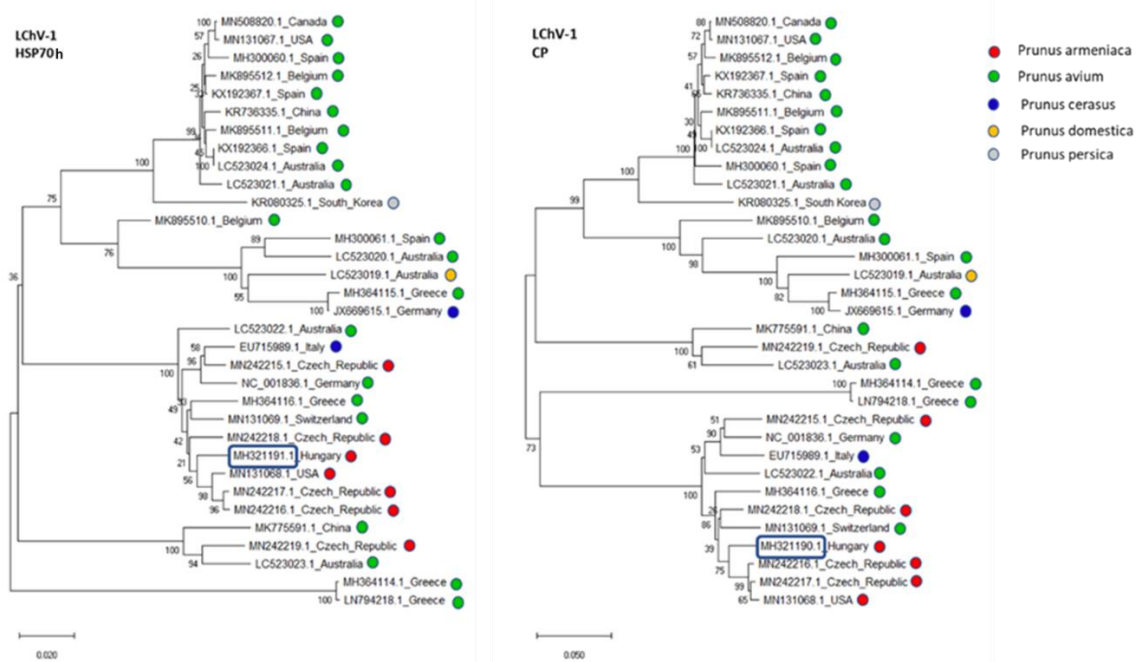 LChV-1
HSP70h
100
MN508820.1_Canada
57
MN131067.1_USA
26
MH300060.1_Spain
MK895512.1_Belgium
25
KX192367.1_Spain
KR736335.1_China
99
MK895511.1_Belgium
KX192366.1_Spain
45
100
LC523024.1_Australia
100
LC523021.1_Australia
75
KR080325.1_South_Korea
MK895510.1_Belgium
76
89
MH300061.1_Spain
LC523020.1_Australia
100
LC523019.1_Australia
55
MH364115.1_Greece
100
JX669615.1_Germany
36
LC523022.1_Australia
58
EU715989.1_Italy
96
MN242215.1_Czech_Republic
100
NC_001836.1_Germany
MH364116.1_Greece
49
MN131069.1_Switzerland
42
MN242218.1_Czech_Republic
21
MH321191.1_Hungary
56
MN131068.1_USA
98
MN242217.1_Czech_Republic
96
MN242216.1_Czech_Republic
MK775591.1_China
100
MN242219.1_Czech_Republic
94
LC523023.1_Australia
MH364114.1_Greece
100
LN794218.1_Greece
0.020
LChV-1
CP
88
MN508820.1_Canada
72
MN131067.1_USA
57
MK895512.1_Belgium
KX192367.1_Spain
41
KR736335.1_China
MK895511.1_Belgium
30
KX192366.1_Spain
49
100
100
LC523024.1_Australia
MH300060.1_Spain
100
LC523021.1_Australia
99
KR080325.1_South_Korea
MK895510.1_Belgium
100
LC523020.1_Australia
98
MH300061.1_Spain
100
LC523019.1_Australia
82
MH364115.1_Greece
100
JX669615.1_Germany
MK775591.1_China
100
MN242219.1_Czech_Republic
61
LC523023.1_Australia
MH364114.1_Greece
100
LN794218.1_Greece
73
51
MN242215.1_Czech_Republic
90
NC_001836.1_Germany
53
EU715989.1_Italy
LC523022.1_Australia
100
MH364116.1_Greece
MN242218.1_Czech_Republic
86
MN131069.1_Switzerland
39
MH321190.1_Hungary
75
MN242216.1_Czech_Republic
99
MN242217.1_Czech_Republic
65
MN131068.1_USA
0.050
Prunus armeniaca
Prunus avium
Prunus cerasus
Prunus domestica
Prunus persica